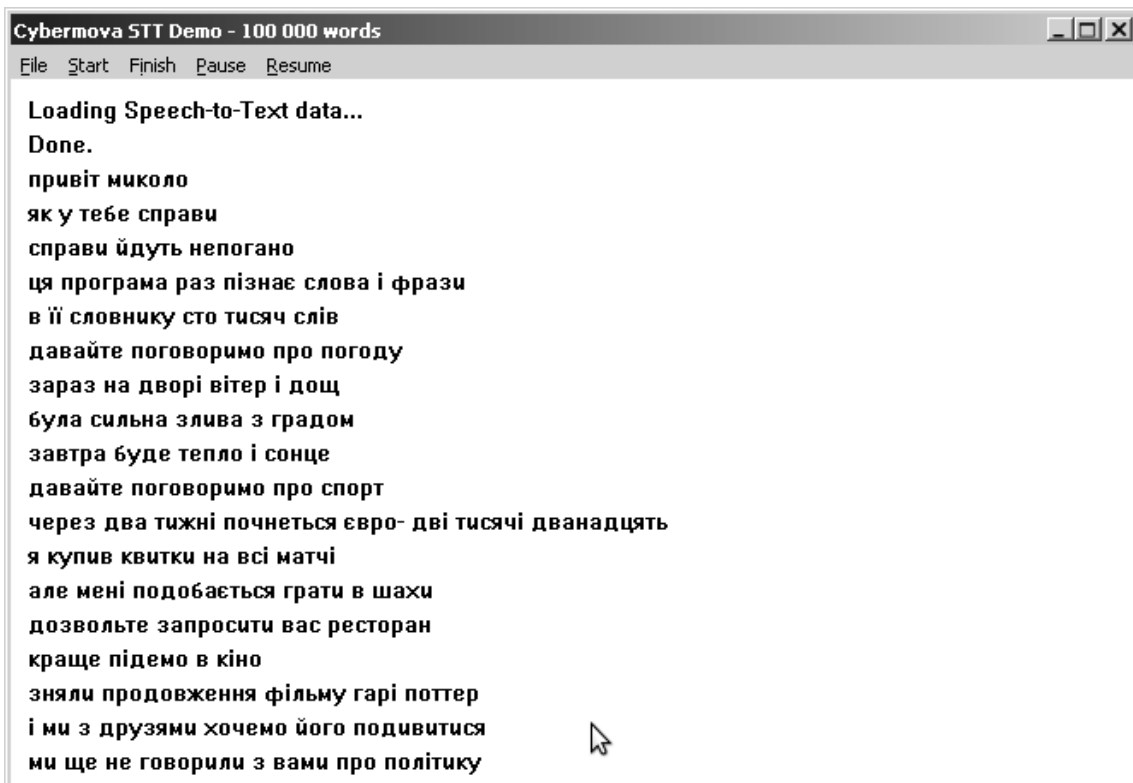 Cybermova STT Demo - 100 000 words
File Start Finish Pause Resume
Loading Speech-to-Text data...
Done.
привіт миколо
як у тебе справи
справи йдуть непогано
ця програма раз пізнає слова і фрази
в її словнику сто тисяч слів
давайте поговоримо про погоду
зараз на дворі вітер і дощ
була сильна злива з градом
завтра буде тепло і сонце
давайте поговоримо про спорт
через два тижні почнеться євро- дві тисячі дванадцять
я купив квитки на всі матчі
але мені подобається грати в шахи
дозвольте запросити вас ресторан
краще підемо в кіно
зняли продовження фільму гарі поттер
і ми з друзями хочемо його подивитися
ми ще не говорили з вами про політику